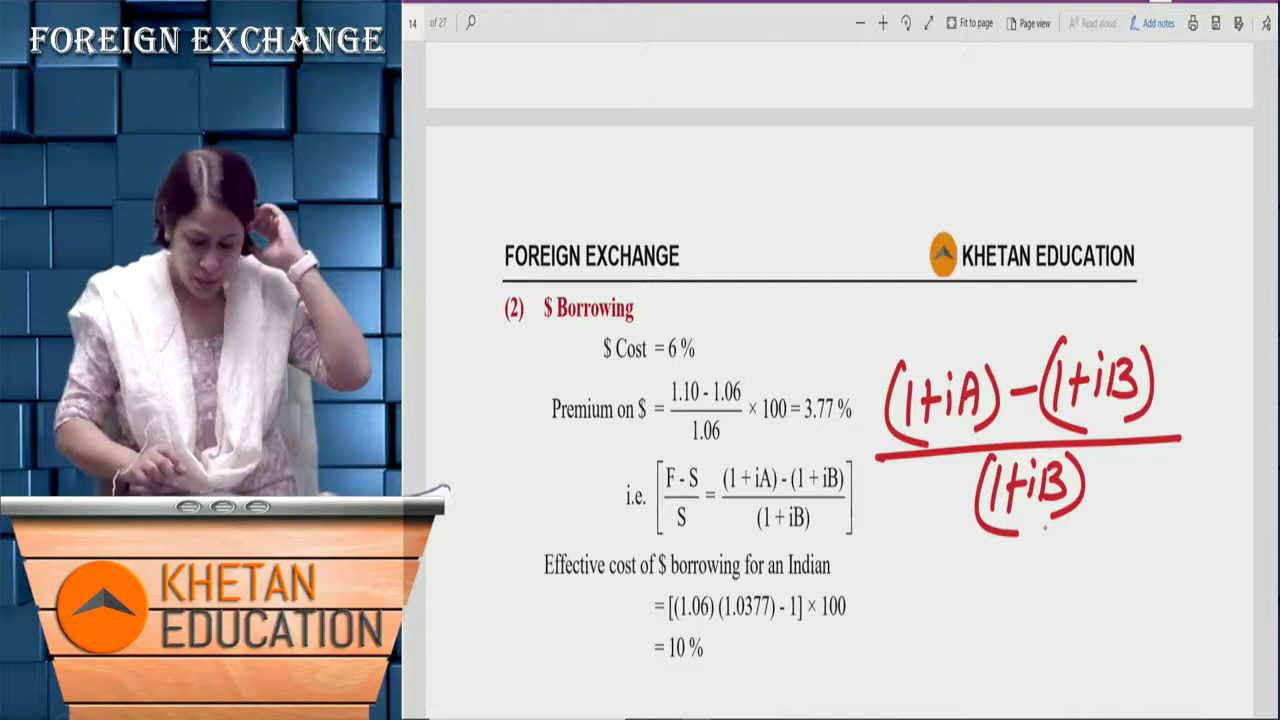 FOREIGN EXCHANGE
14 of 27
Fit to page
Page view
Read aloud
Add notes
FOREIGN EXCHANGE
KHETAN EDUCATION
(2) $ Borrowing
$ Cost = 6 %
Premium on $ = 1.10 - 1.06 / 1.06 × 100 = 3.77 %
i.e. [F - S / S = (1 + iA) - (1 + iB) / (1 + iB)]
Effective cost of $ borrowing for an Indian
= [(1.06) (1.0377) - 1] × 100
= 10 %
(1+iA) - (1+iB)
(1+iB)
KHETAN
EDUCATION